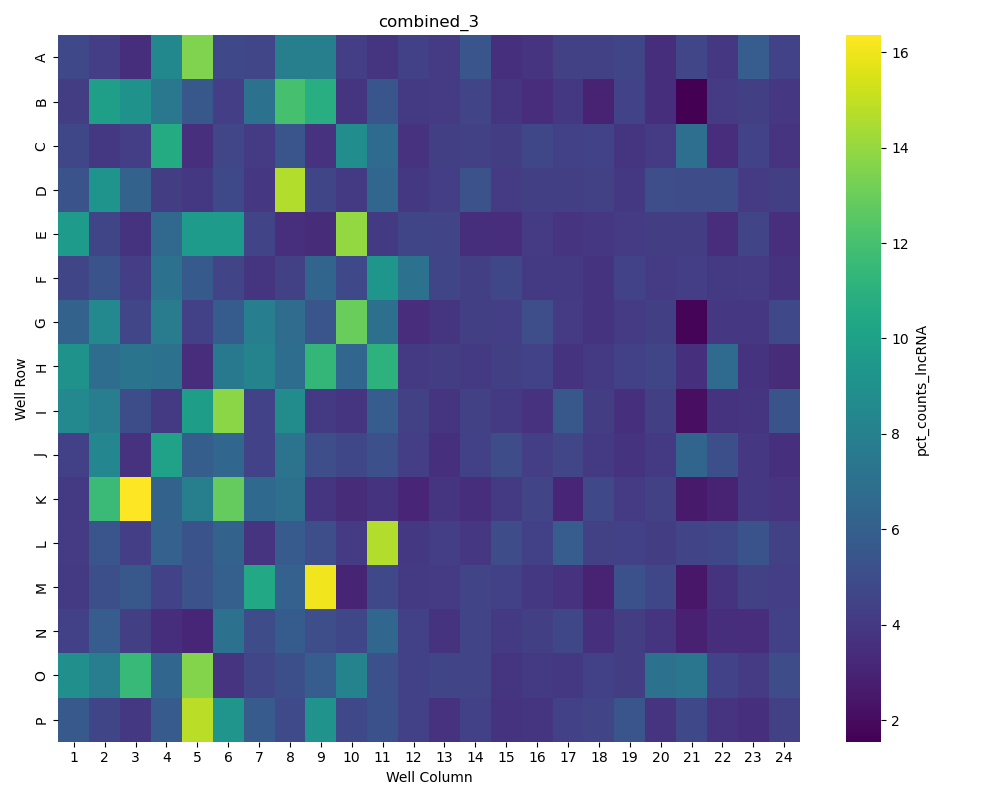 combined_3
A
B
C
D
E
F
G
H
I
J
K
L
M
N
O
P
Well Row
1 2 3 4 5 6 7 8 9 10 11 12 13 14 15 16 17 18 19 20 21 22 23 24
Well Column
16
14
12
10
8
6
4
2
pct_counts_lncRNA